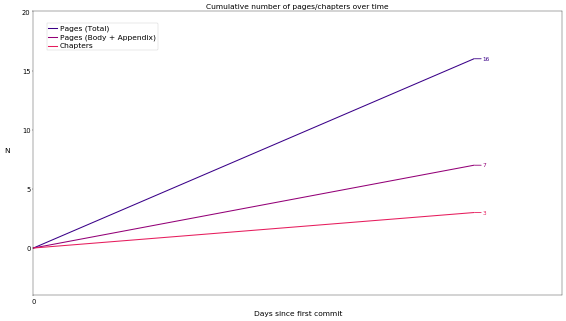 Cumulative number of pages/chapters over time
20
Pages (Total)
Pages (Body + Appendix)
Chapters
16
15
10
N
7
5
3
0
0
Days since first commit